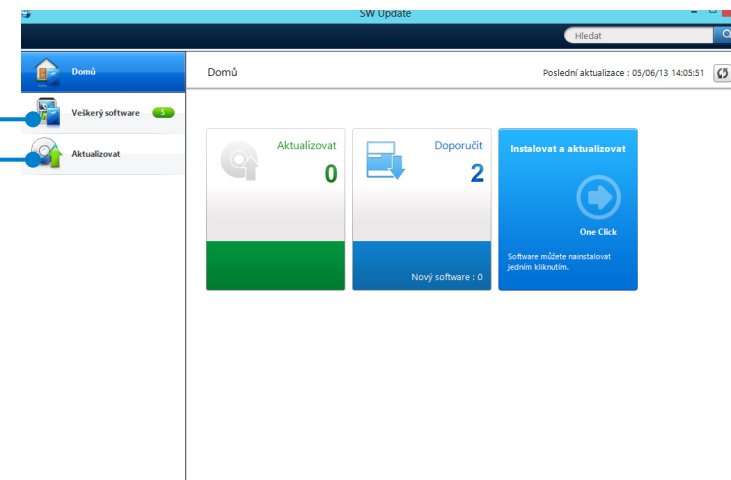 SW Update
Hledat
Domů
Veškerý software 5
Aktualizovat
Domů
Poslední aktualizace : 05/06/13 14:05:51
Aktualizovat
0
Doporučit
2
Nový software : 0
Instalovat a aktualizovat
One Click
Software můžete nainstalovat
jedním kliknutím.